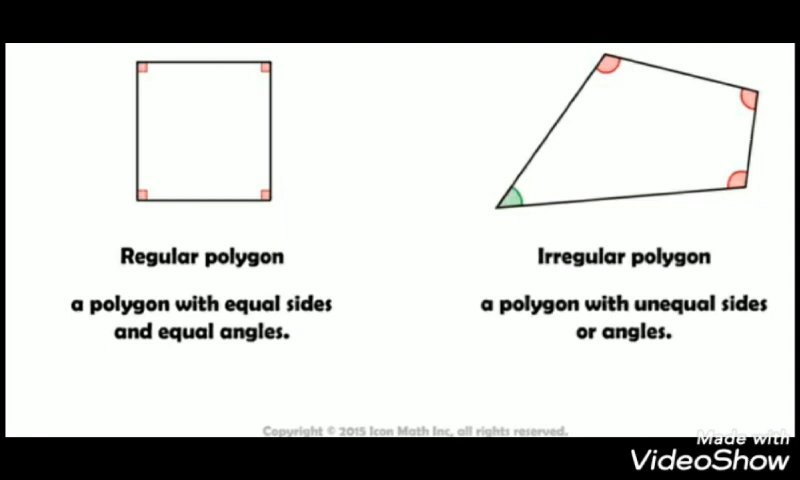 Regular polygon
a polygon with equal sides
and equal angles.
Irregular polygon
a polygon with unequal sides
or angles.
Copyright © 2015 Icon Math Inc, all rights reserved.
Made with
VideoShow